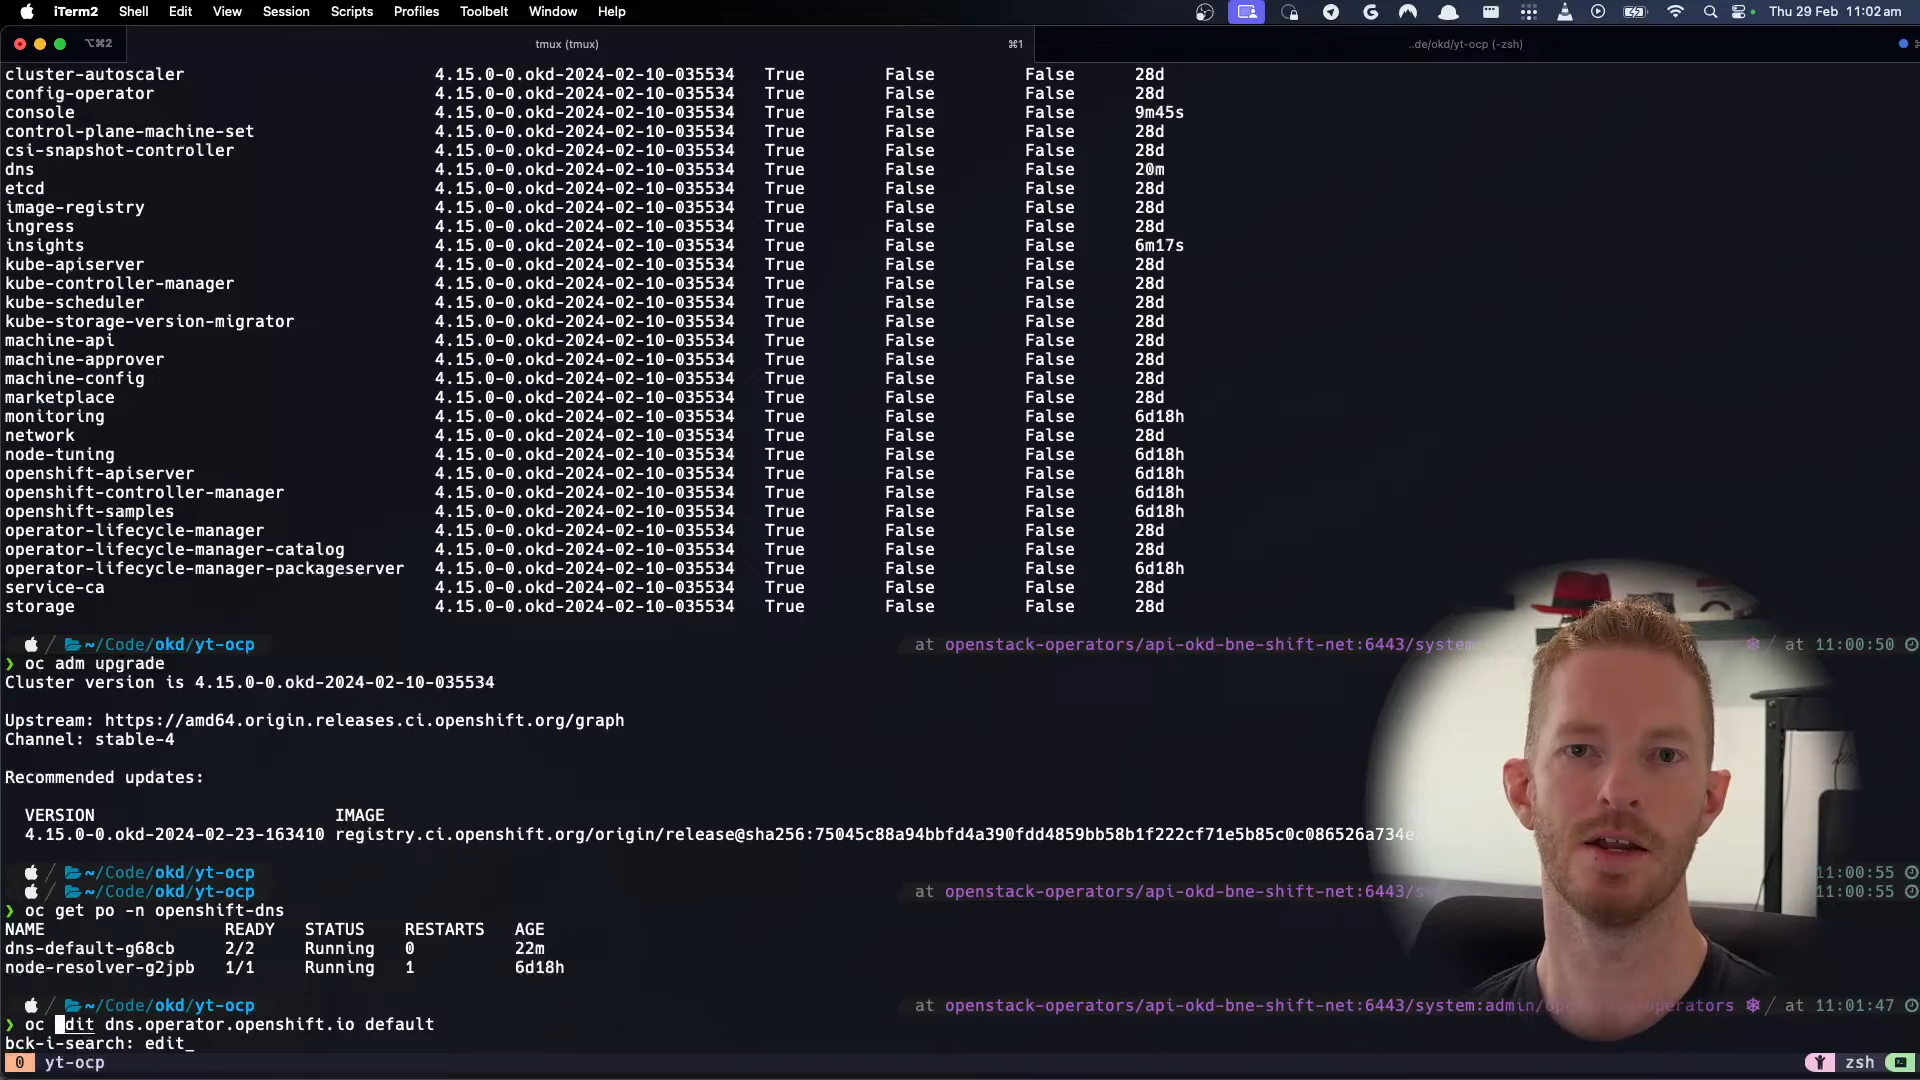 iTerm2 Shell Edit View Session Scripts Profiles Toolbelt Window Help Thu 29 Feb 11:02am
⌥⌘2 tmux (tmux) ⌘1 ..de/okd/yt-ocp (-zsh)
cluster-autoscaler 4.15.0-0.okd-2024-02-10-035534 True False False 28d
config-operator 4.15.0-0.okd-2024-02-10-035534 True False False 28d
console 4.15.0-0.okd-2024-02-10-035534 True False False 9m45s
control-plane-machine-set 4.15.0-0.okd-2024-02-10-035534 True False False 28d
csi-snapshot-controller 4.15.0-0.okd-2024-02-10-035534 True False False 28d
dns 4.15.0-0.okd-2024-02-10-035534 True False False 20m
etcd 4.15.0-0.okd-2024-02-10-035534 True False False 28d
image-registry 4.15.0-0.okd-2024-02-10-035534 True False False 28d
ingress 4.15.0-0.okd-2024-02-10-035534 True False False 28d
insights 4.15.0-0.okd-2024-02-10-035534 True False False 6m17s
kube-apiserver 4.15.0-0.okd-2024-02-10-035534 True False False 28d
kube-controller-manager 4.15.0-0.okd-2024-02-10-035534 True False False 28d
kube-scheduler 4.15.0-0.okd-2024-02-10-035534 True False False 28d
kube-storage-version-migrator 4.15.0-0.okd-2024-02-10-035534 True False False 28d
machine-api 4.15.0-0.okd-2024-02-10-035534 True False False 28d
machine-approver 4.15.0-0.okd-2024-02-10-035534 True False False 28d
machine-config 4.15.0-0.okd-2024-02-10-035534 True False False 28d
marketplace 4.15.0-0.okd-2024-02-10-035534 True False False 28d
monitoring 4.15.0-0.okd-2024-02-10-035534 True False False 6d18h
network 4.15.0-0.okd-2024-02-10-035534 True False False 28d
node-tuning 4.15.0-0.okd-2024-02-10-035534 True False False 6d18h
openshift-apiserver 4.15.0-0.okd-2024-02-10-035534 True False False 6d18h
openshift-controller-manager 4.15.0-0.okd-2024-02-10-035534 True False False 6d18h
openshift-samples 4.15.0-0.okd-2024-02-10-035534 True False False 6d18h
operator-lifecycle-manager 4.15.0-0.okd-2024-02-10-035534 True False False 28d
operator-lifecycle-manager-catalog 4.15.0-0.okd-2024-02-10-035534 True False False 28d
operator-lifecycle-manager-packageserver 4.15.0-0.okd-2024-02-10-035534 True False False 6d18h
service-ca 4.15.0-0.okd-2024-02-10-035534 True False False 28d
storage 4.15.0-0.okd-2024-02-10-035534 True False False 28d
~/Code/okd/yt-ocp at openstack-operators/api-okd-bne-shift-net:6443/system: at 11:00:50
❯ oc adm upgrade
Cluster version is 4.15.0-0.okd-2024-02-10-035534
Upstream: https://amd64.origin.releases.ci.openshift.org/graph
Channel: stable-4
Recommended updates:
VERSION IMAGE
4.15.0-0.okd-2024-02-23-163410 registry.ci.openshift.org/origin/release@sha256:75045c88a94bbfd4a390fdd4859bb58b1f222cf71e5b85c0c086526a734e
~/Code/okd/yt-ocp 11:00:55
~/Code/okd/yt-ocp at openstack-operators/api-okd-bne-shift-net:6443/s 11:00:55
❯ oc get po -n openshift-dns
NAME READY STATUS RESTARTS AGE
dns-default-g68cb 2/2 Running 0 22m
node-resolver-g2jpb 1/1 Running 1 6d18h
~/Code/okd/yt-ocp at openstack-operators/api-okd-bne-shift-net:6443/system:admin/op operators at 11:01:47
❯ oc edit dns.operator.openshift.io default
bck-i-search: edit_
0 yt-ocp zsh